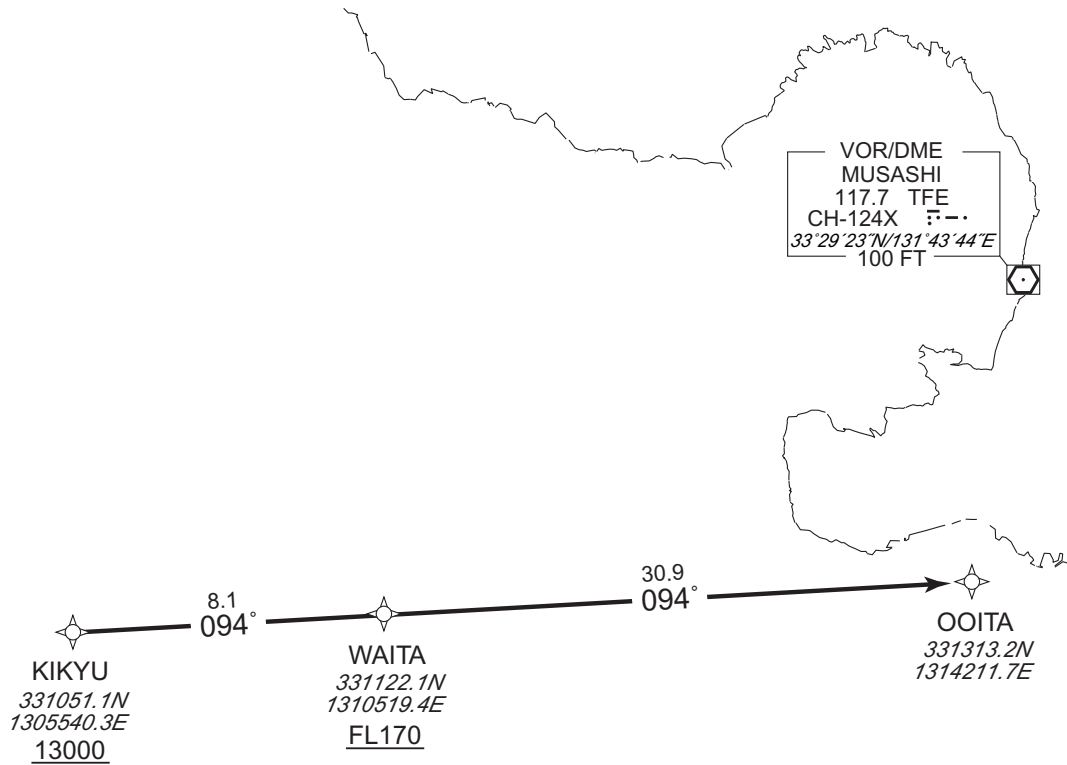 VOR/DME
MUSASHI
117.7 TFE
CH-124X
33°29´23˝N/131°43´44˝E
100 FT
8.1
094°
30.9
094°
KIKYU
331051.1N
1305540.3E
13000
WAITA
331122.1N
1310519.4E
FL170
OOITA
331313.2N
1314211.7E